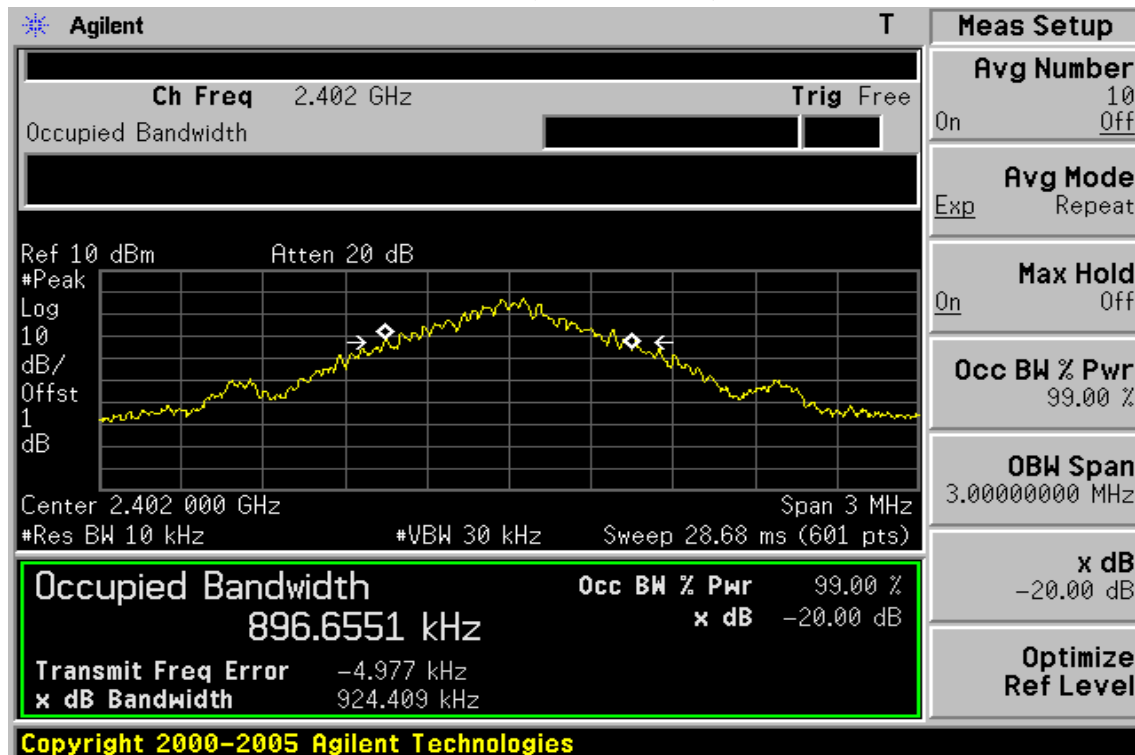 Agilent T
Ch Freq 2.402 GHz Trig Free
Occupied Bandwidth
Ref 10 dBm Atten 20 dB
#Peak
Log
10
dB/
Offst
1
dB
Center 2.402 000 GHz Span 3 MHz
#Res BW 10 kHz #VBW 30 kHz Sweep 28.68 ms (601 pts)
Occupied Bandwidth Occ BW % Pwr 99.00 %
896.6551 kHz x dB -20.00 dB
Transmit Freq Error -4.977 kHz
x dB Bandwidth 924.409 kHz
Copyright 2000-2005 Agilent Technologies
Meas Setup
Avg Number
10
On Off
Avg Mode
Exp Repeat
Max Hold
On Off
Occ BW % Pwr
99.00 %
OBW Span
3.00000000 MHz
x dB
-20.00 dB
Optimize
Ref Level